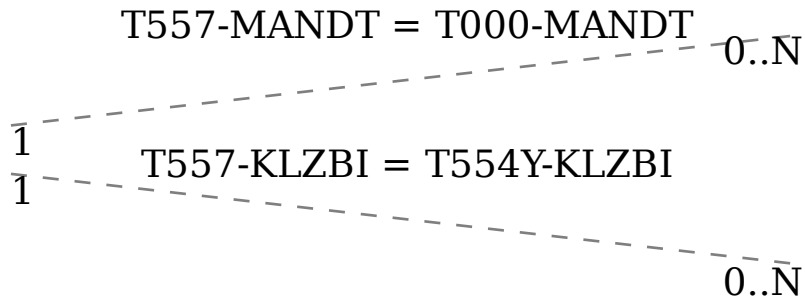 T557-MANDT = T000-MANDT
0..N
1
T557-KLZBI = T554Y-KLZBI
1
0..N